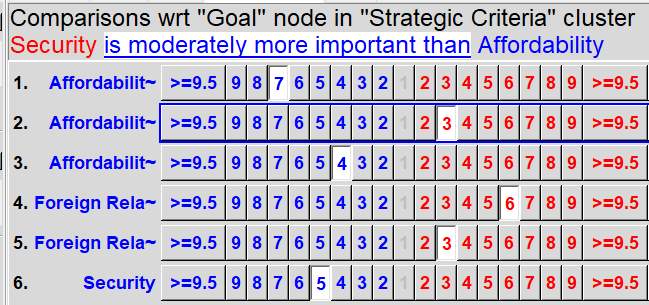 Comparisons wrt "Goal" node in "Strategic Criteria" cluster
Security is moderately more important than Affordability
1. Affordabilit~ >=9.5 9 8 7 6 5 4 3 2 1 2 3 4 5 6 7 8 9 >=9.5
2. Affordabilit~ >=9.5 9 8 7 6 5 4 3 2 1 2 3 4 5 6 7 8 9 >=9.5
3. Affordabilit~ >=9.5 9 8 7 6 5 4 3 2 1 2 3 4 5 6 7 8 9 >=9.5
4. Foreign Rela~ >=9.5 9 8 7 6 5 4 3 2 1 2 3 4 5 6 7 8 9 >=9.5
5. Foreign Rela~ >=9.5 9 8 7 6 5 4 3 2 1 2 3 4 5 6 7 8 9 >=9.5
6. Security >=9.5 9 8 7 6 5 4 3 2 1 2 3 4 5 6 7 8 9 >=9.5